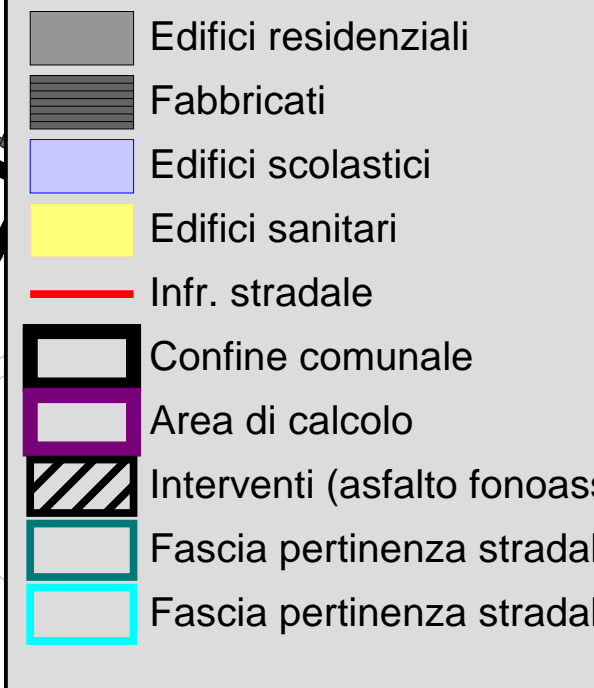 Edifici residenziali
Fabbricati
Edifici scolastici
Edifici sanitari
Infr. stradale
Confine comunale
Area di calcolo
Interventi (asfalto fonoass
Fascia pertinenza stradal
Fascia pertinenza stradal